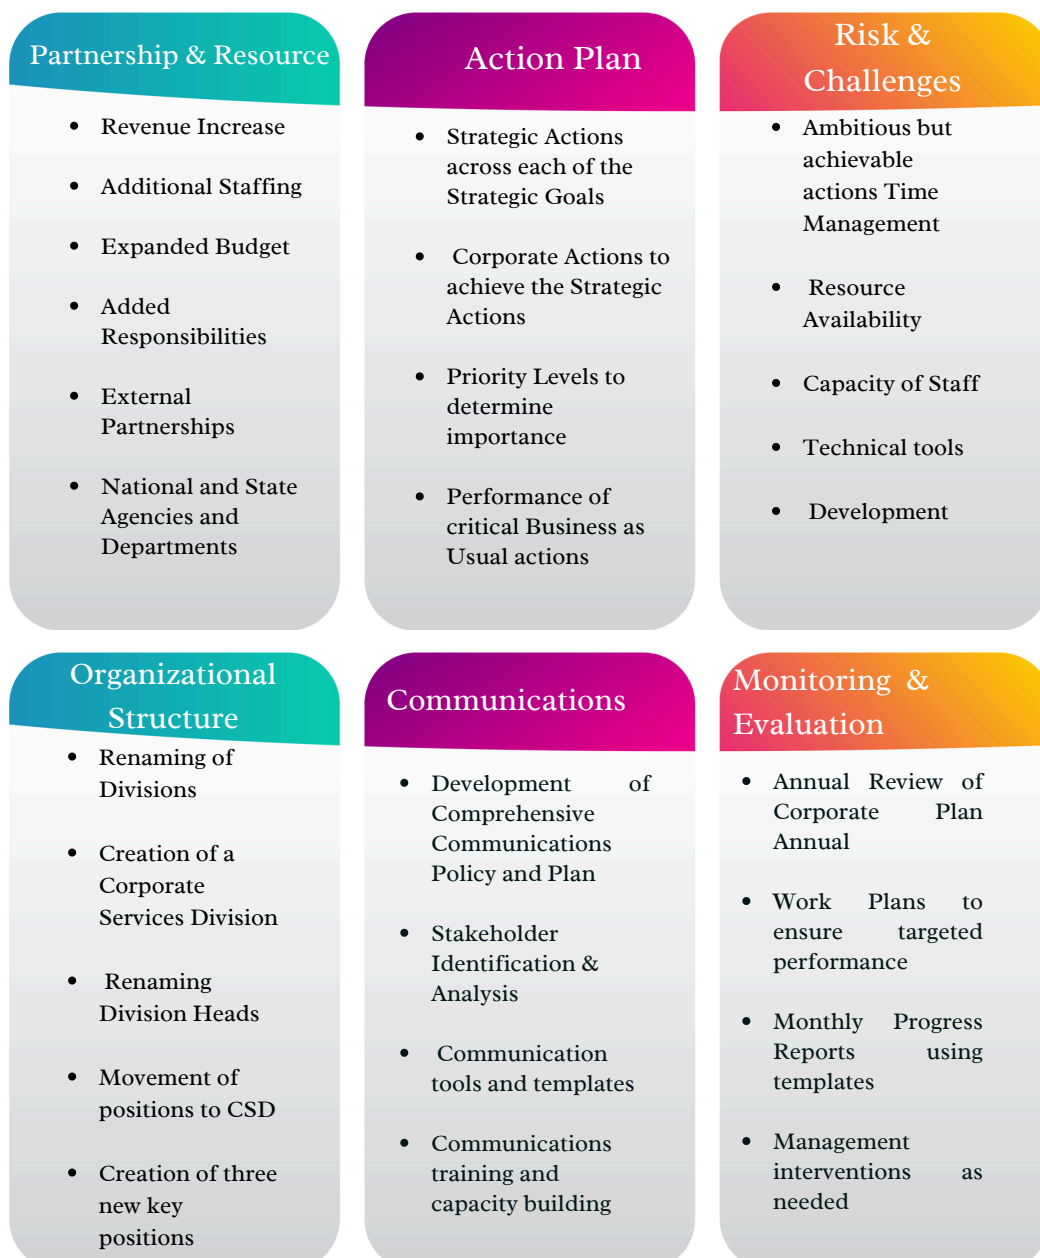 Partnership & Resource
• Revenue Increase
• Additional Staffing
• Expanded Budget
• Added
Responsibilities
• External
Partnerships
• National and State
Agencies and
Departments
Action Plan
• Strategic Actions
across each of the
Strategic Goals
• Corporate Actions to
achieve the Strategic
Actions
• Priority Levels to
determine
importance
• Performance of
critical Business as
Usual actions
Risk &
Challenges
• Ambitious but
achievable
actions Time
Management
• Resource
Availability
• Capacity of Staff
• Technical tools
• Development
Organizational
Structure
• Renaming of
Divisions
• Creation of a
Corporate
Services Division
• Renaming
Division Heads
• Movement of
positions to CSD
• Creation of three
new key
positions
Communications
• Development of
Comprehensive
Communications
Policy and Plan
• Stakeholder
Identification &
Analysis
• Communication
tools and templates
• Communications
training and
capacity building
Monitoring &
Evaluation
• Annual Review of
Corporate Plan
Annual
• Work Plans to
ensure targeted
performance
• Monthly Progress
Reports using
templates
• Management
interventions as
needed